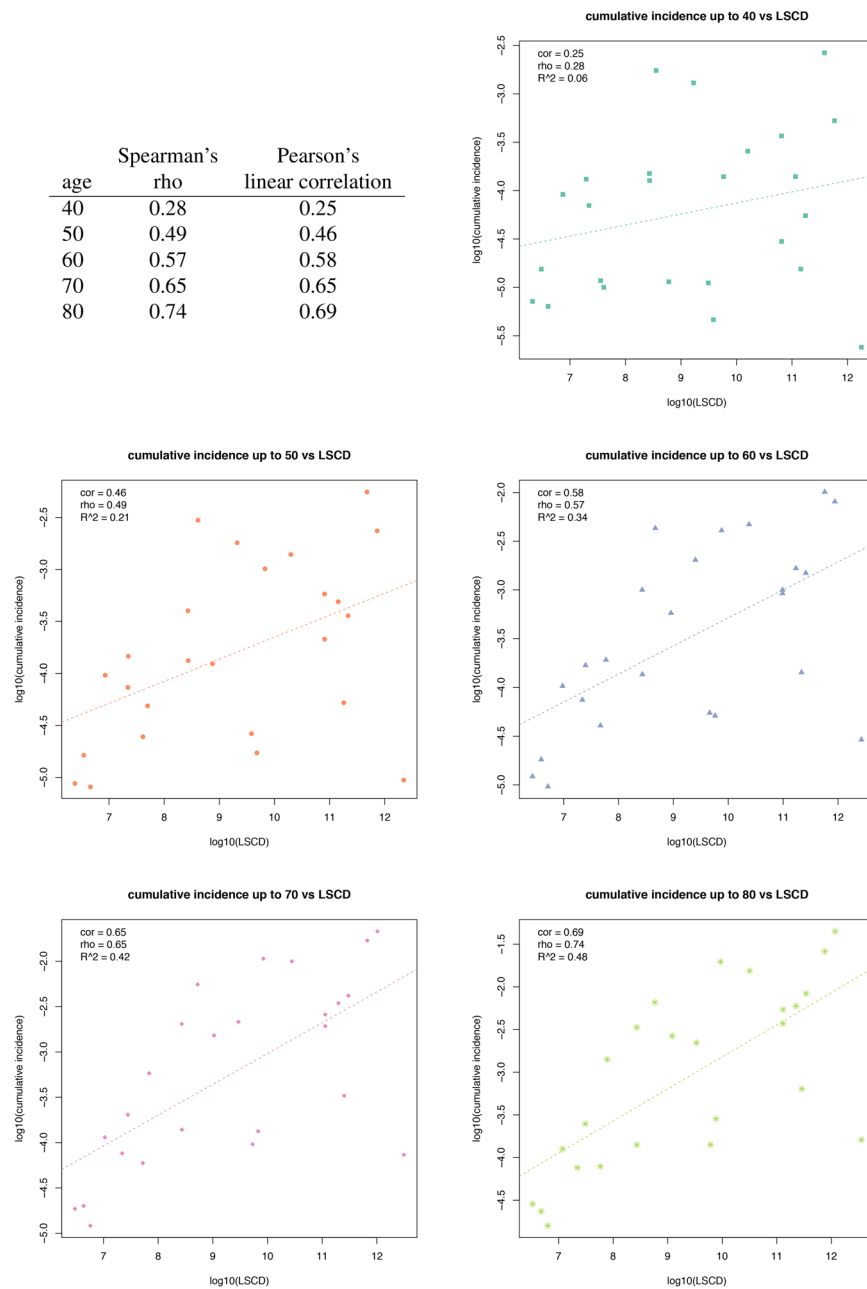 Spearman's Pearson's
age rho linear correlation
40 0.28 0.25
50 0.49 0.46
60 0.57 0.58
70 0.65 0.65
80 0.74 0.69
cumulative incidence up to 40 vs LSCD
cor = 0.25
rho = 0.28
R^2 = 0.06
log10(cumulative incidence)
-2.5
-3.0
-3.5
-4.0
-4.5
-5.0
-5.5
7 8 9 10 11 12
log10(LSCD)
cumulative incidence up to 50 vs LSCD
cor = 0.46
rho = 0.49
R^2 = 0.21
log10(cumulative incidence)
-2.5
-3.0
-3.5
-4.0
-4.5
-5.0
7 8 9 10 11 12
log10(LSCD)
cumulative incidence up to 60 vs LSCD
cor = 0.58
rho = 0.57
R^2 = 0.34
log10(cumulative incidence)
-2.0
-2.5
-3.0
-3.5
-4.0
-4.5
-5.0
7 8 9 10 11 12
log10(LSCD)
cumulative incidence up to 70 vs LSCD
cor = 0.65
rho = 0.65
R^2 = 0.42
log10(cumulative incidence)
-2.0
-2.5
-3.0
-3.5
-4.0
-4.5
-5.0
7 8 9 10 11 12
log10(LSCD)
cumulative incidence up to 80 vs LSCD
cor = 0.69
rho = 0.74
R^2 = 0.48
log10(cumulative incidence)
-1.5
-2.0
-2.5
-3.0
-3.5
-4.0
-4.5
7 8 9 10 11 12
log10(LSCD)